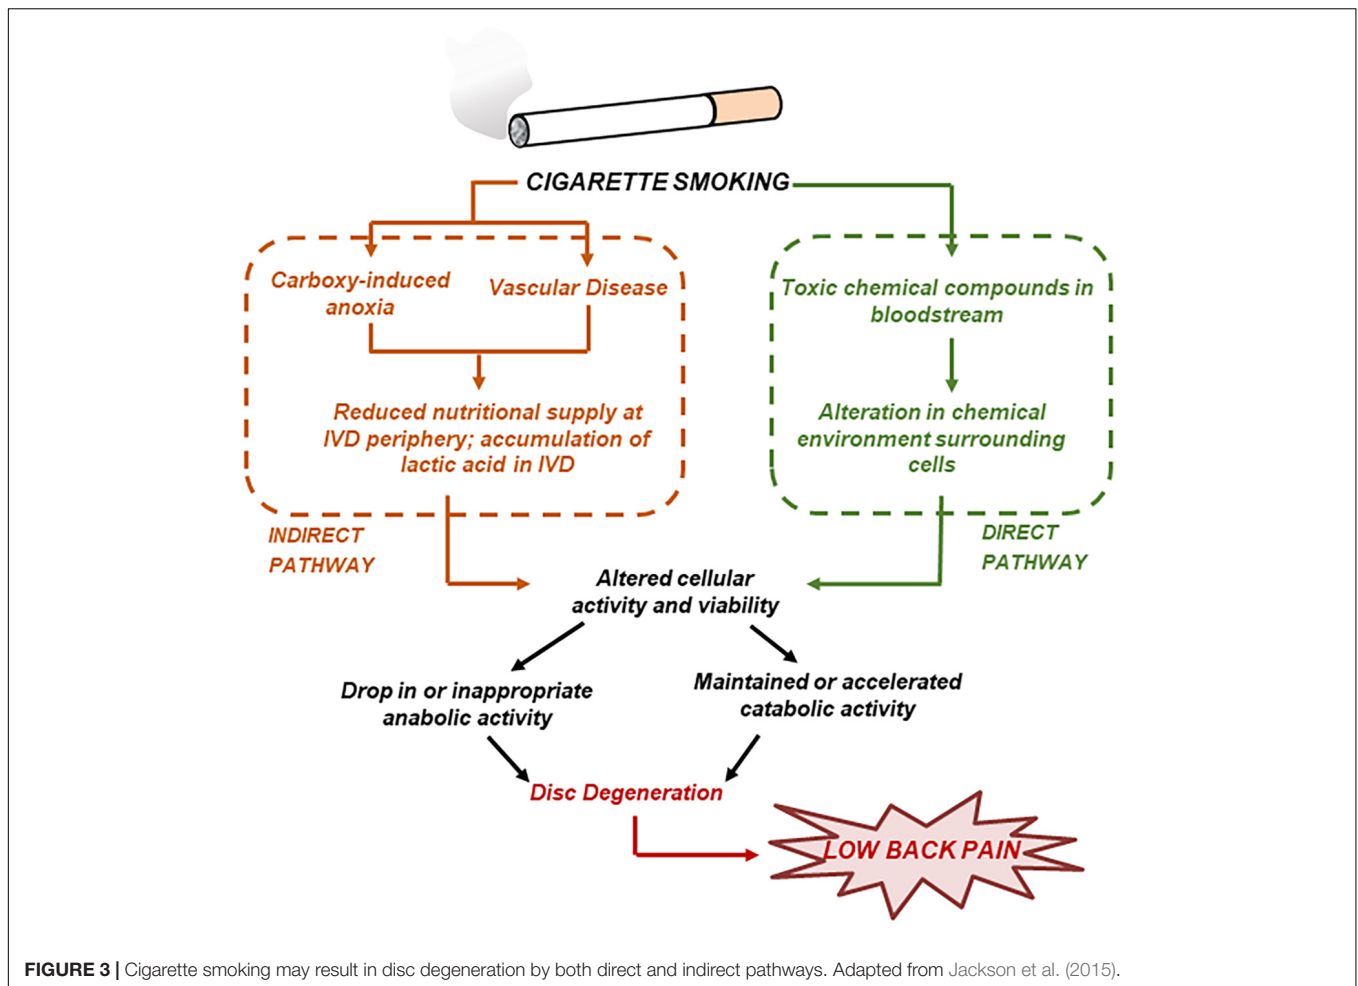 CIGARETTE SMOKING
Carboxy-induced
anoxia
Vascular Disease
Reduced nutritional supply at
IVD periphery; accumulation of
lactic acid in IVD
INDIRECT
PATHWAY
Toxic chemical compounds in
bloodstream
Alteration in chemical
environment surrounding
cells
DIRECT
PATHWAY
Altered cellular
activity and viability
Drop in or inappropriate
anabolic activity
Maintained or accelerated
catabolic activity
Disc Degeneration
LOW BACK PAIN
FIGURE 3 | Cigarette smoking may result in disc degeneration by both direct and indirect pathways. Adapted from Jackson et al. (2015).